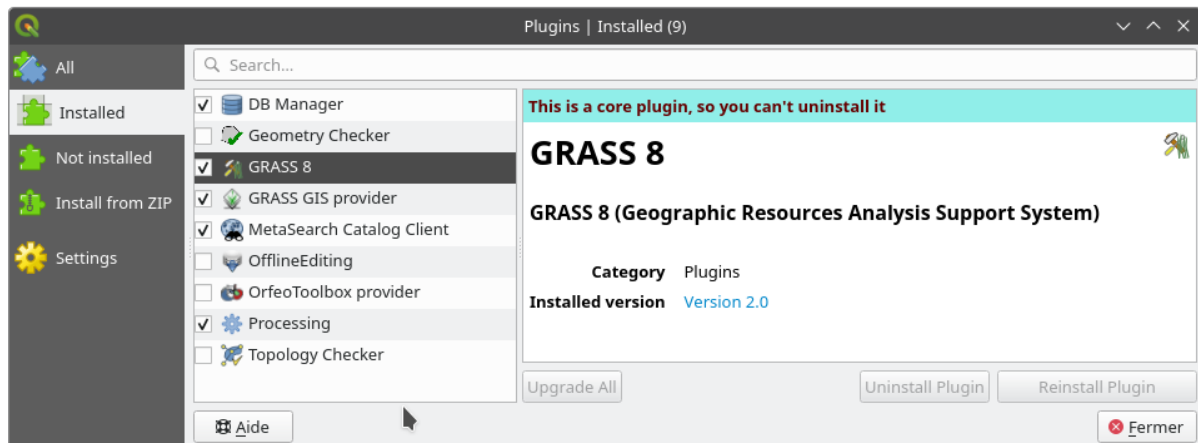 Plugins | Installed (9)
All
Installed
Not installed
Install from ZIP
Settings
Search...
DB Manager
Geometry Checker
GRASS 8
GRASS GIS provider
MetaSearch Catalog Client
OfflineEditing
OrfeoToolbox provider
Processing
Topology Checker
This is a core plugin, so you can't uninstall it
GRASS 8
GRASS 8 (Geographic Resources Analysis Support System)
Category Plugins
Installed version Version 2.0
Upgrade All
Uninstall Plugin
Reinstall Plugin
Aide
Fermer